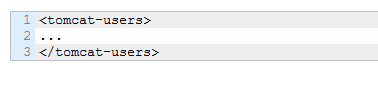 1 <tomcat-users>
2 ...
3 </tomcat-users>